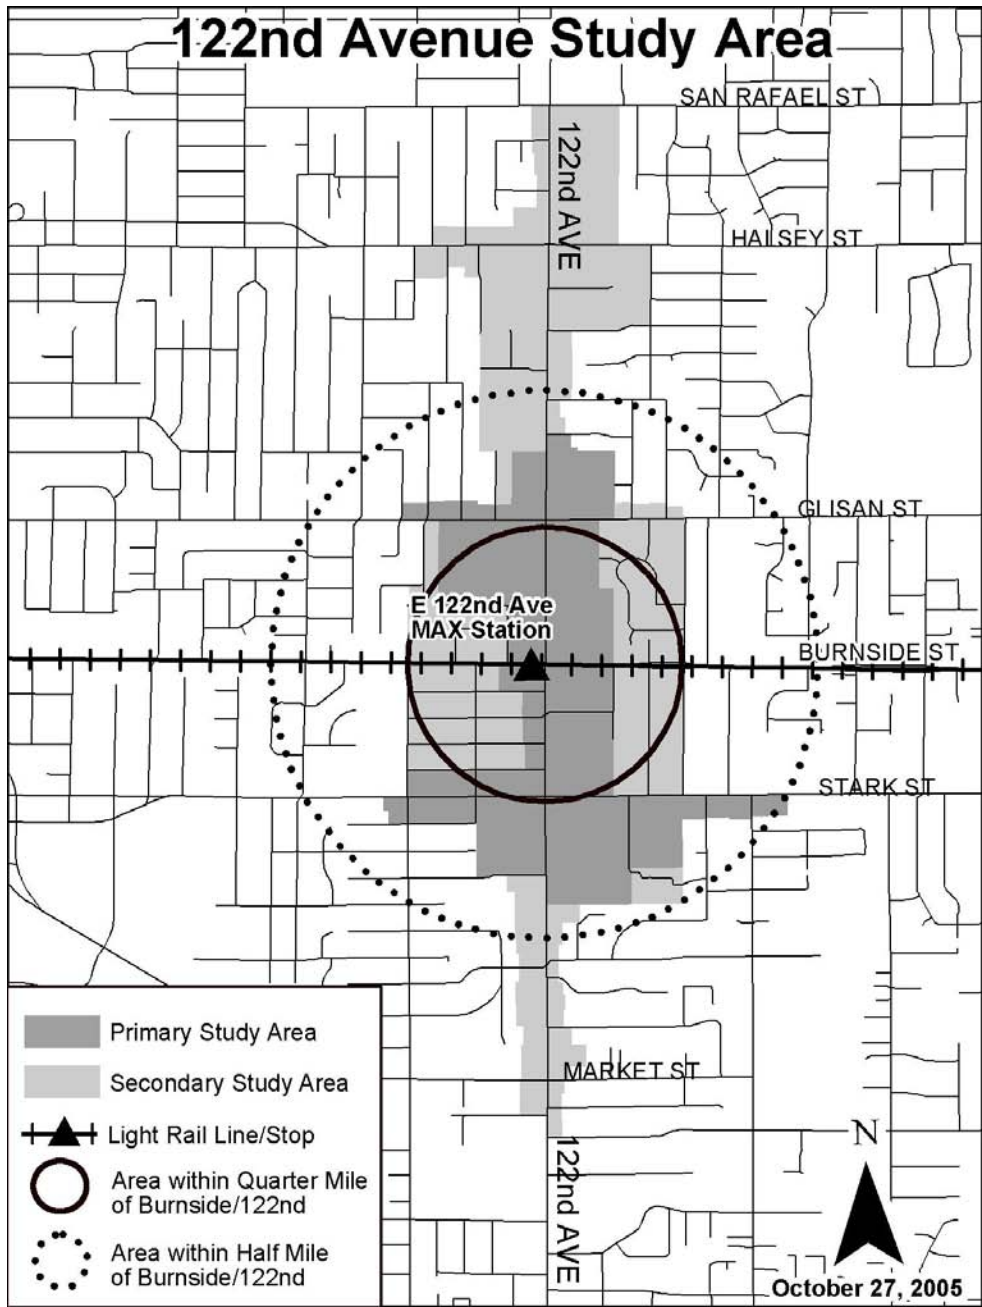 122nd Avenue Study Area
SAN RAFAEL ST
122nd AVE
HALSEY ST
GLISAN ST
E 122nd Ave
MAX Station
BURNSIDE ST
STARK ST
MARKET ST
122nd AVE
Primary Study Area
Secondary Study Area
Light Rail Line/Stop
Area within Quarter Mile
of Burnside/122nd
Area within Half Mile
of Burnside/122nd
N
October 27, 2005